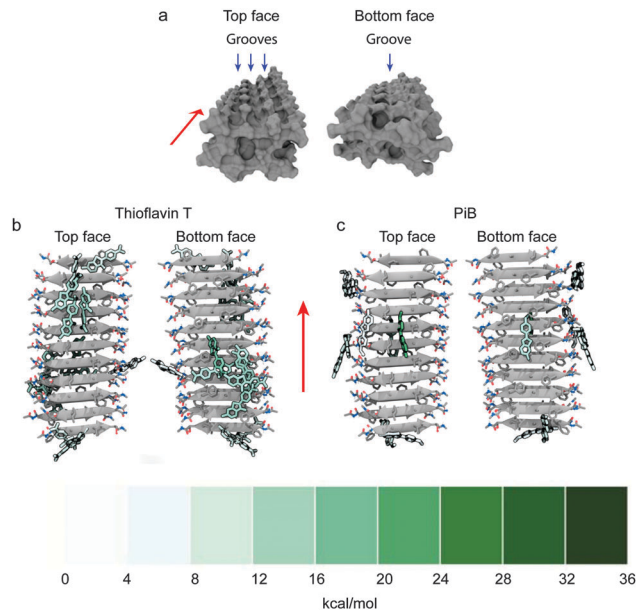 a
Top face
Bottom face
Grooves
Groove
Thioflavin T
PiB
b
c
Top face
Bottom face
Top face
Bottom face
0 4 8 12 16 20 24 28 32 36
kcal/mol